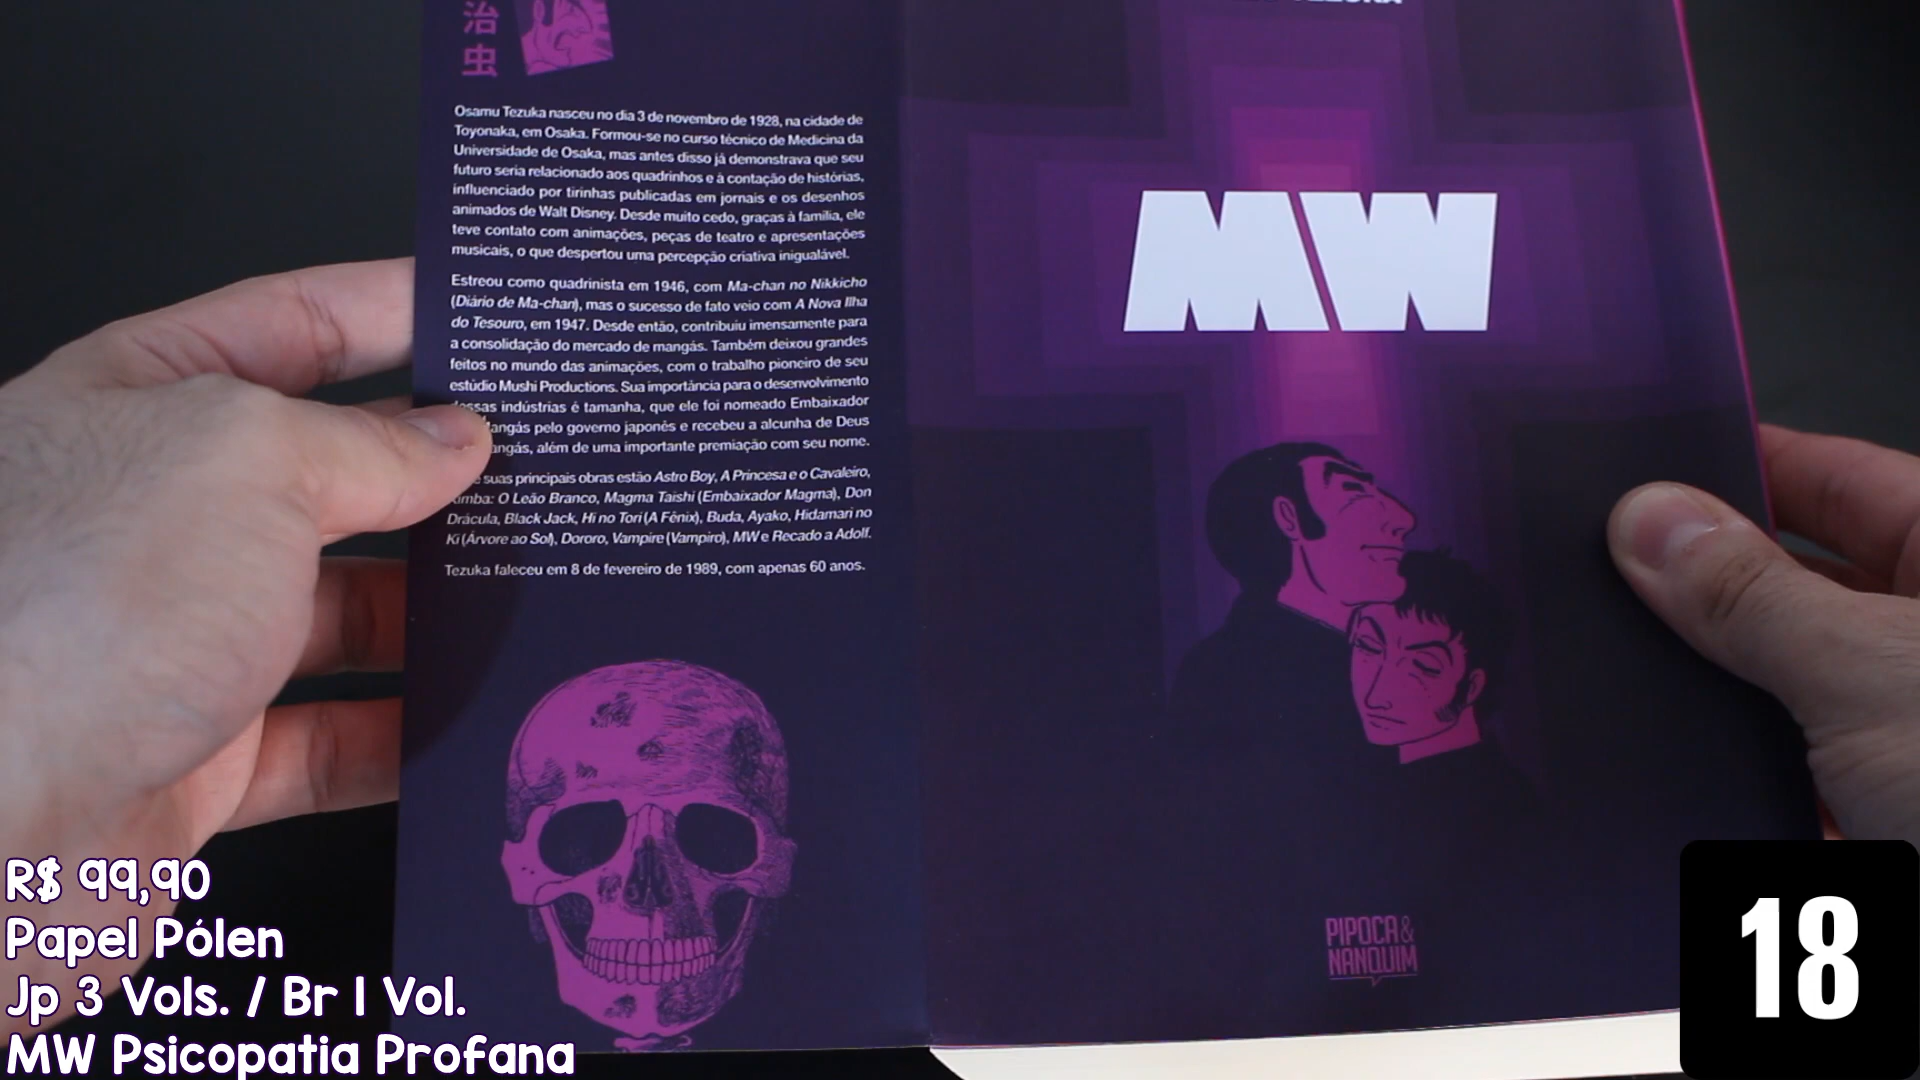 治
虫
Osamu Tezuka nasceu no dia 3 de novembro de 1928, na cidade de
Toyonaka, em Osaka. Formou-se no curso técnico de Medicina da
Universidade de Osaka, mas antes disso já demonstrava que seu
futuro seria relacionado aos quadrinhos e à contação de histórias,
influenciado por tirinhas publicadas em jornais e os desenhos
animados de Walt Disney. Desde muito cedo, graças à família, ele
teve contato com animações, peças de teatro e apresentações
musicais, o que despertou uma percepção criativa inigualável.
Estreou como quadrinista em 1946, com Ma-chan no Nikkicho
(Diário de Ma-chan), mas o sucesso de fato veio com A Nova Ilha
do Tesouro, em 1947. Desde então, contribuiu imensamente para
a consolidação do mercado de mangás. Também deixou grandes
feitos no mundo das animações, com o trabalho pioneiro de seu
estúdio Mushi Productions. Sua importância para o desenvolvimento
dessas indústrias é tamanha, que ele foi nomeado Embaixador
Mangás pelo governo japonês e recebeu a alcunha de Deus
mangás, além de uma importante premiação com seu nome.
suas principais obras estão Astro Boy, A Princesa e o Cavaleiro,
Kimba: O Leão Branco, Magma Taishi (Embaixador Magma), Don
Drácula, Black Jack, Hi no Tori (A Fênix), Buda, Ayako, Hidamari no
Ki (Árvore ao Sol), Dororo, Vampire (Vampiro), MW e Recado a Adolf.
Tezuka faleceu em 8 de fevereiro de 1989, com apenas 60 anos.
MW
PIPOCA &
NANQUIM
R$ 99,90
Papel Pólen
Jp 3 Vols. / Br 1 Vol.
MW Psicopatia Profana
18